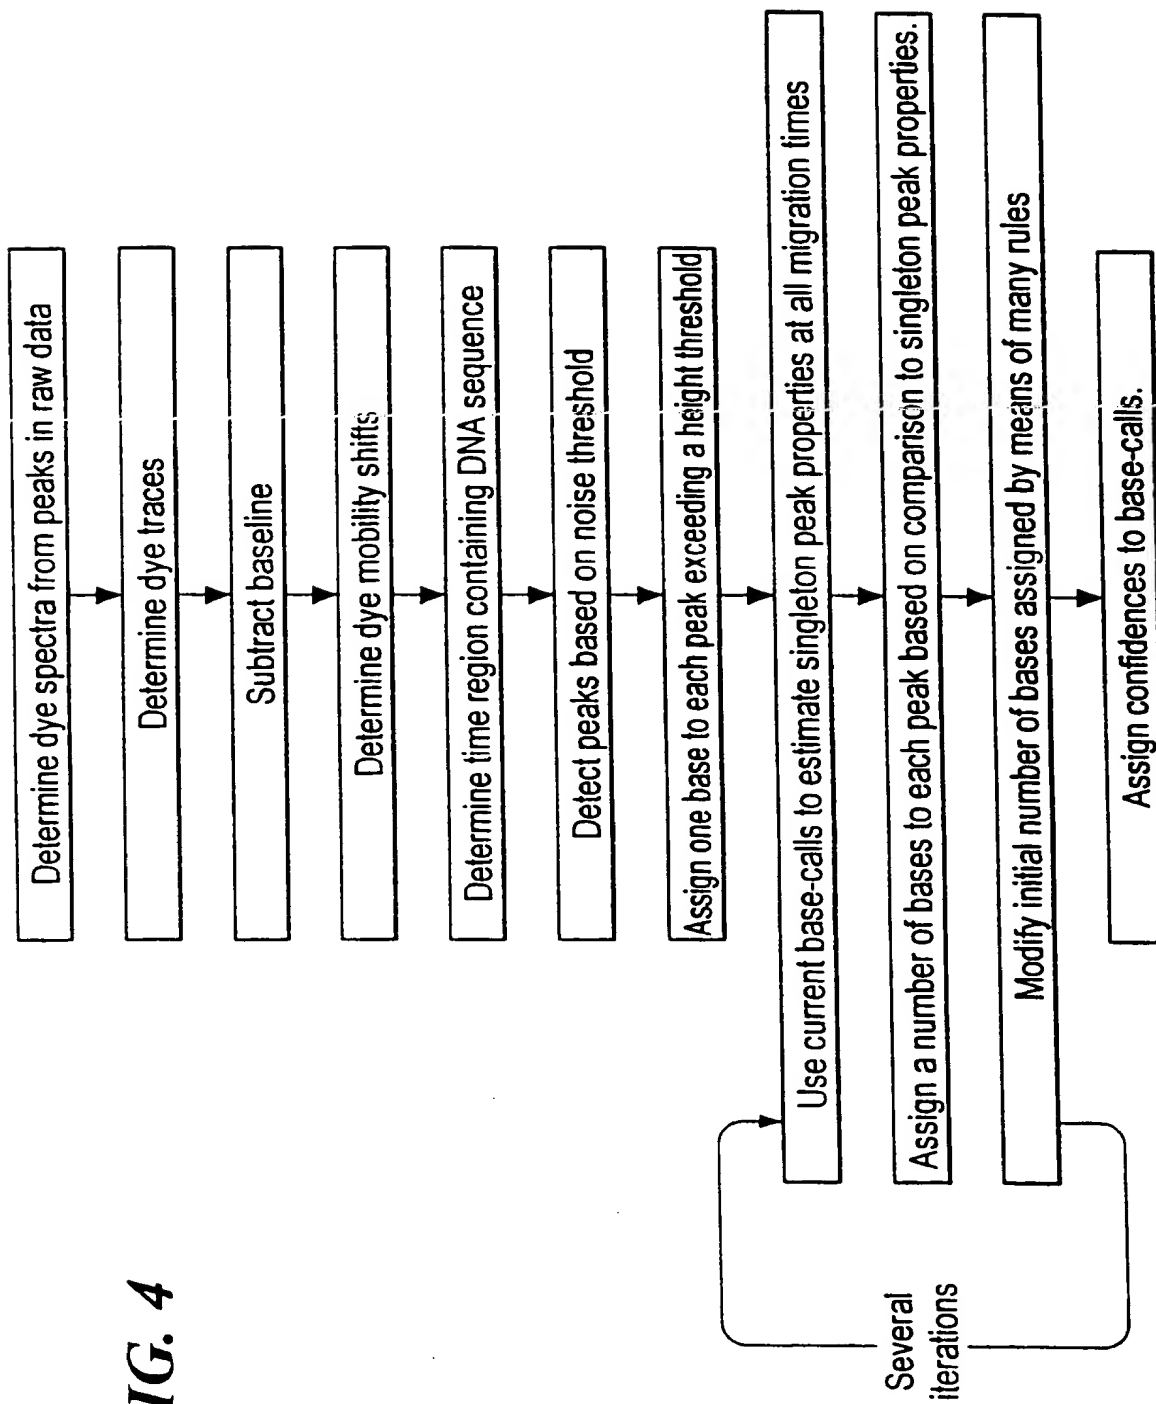 Determine dye spectra from peaks in raw data
Determine dye traces
Subtract baseline
Determine dye mobility shifts
Determine time region containing DNA sequence
Detect peaks based on noise threshold
Assign one base to each peak exceeding a height threshold
Use current base-calls to estimate singleton peak properties at all migration times
Assign a number of bases to each peak based on comparison to singleton peak properties.
Modify initial number of bases assigned by means of many rules
Assign confidences to base-calls.
Several
iterations
IG. 4